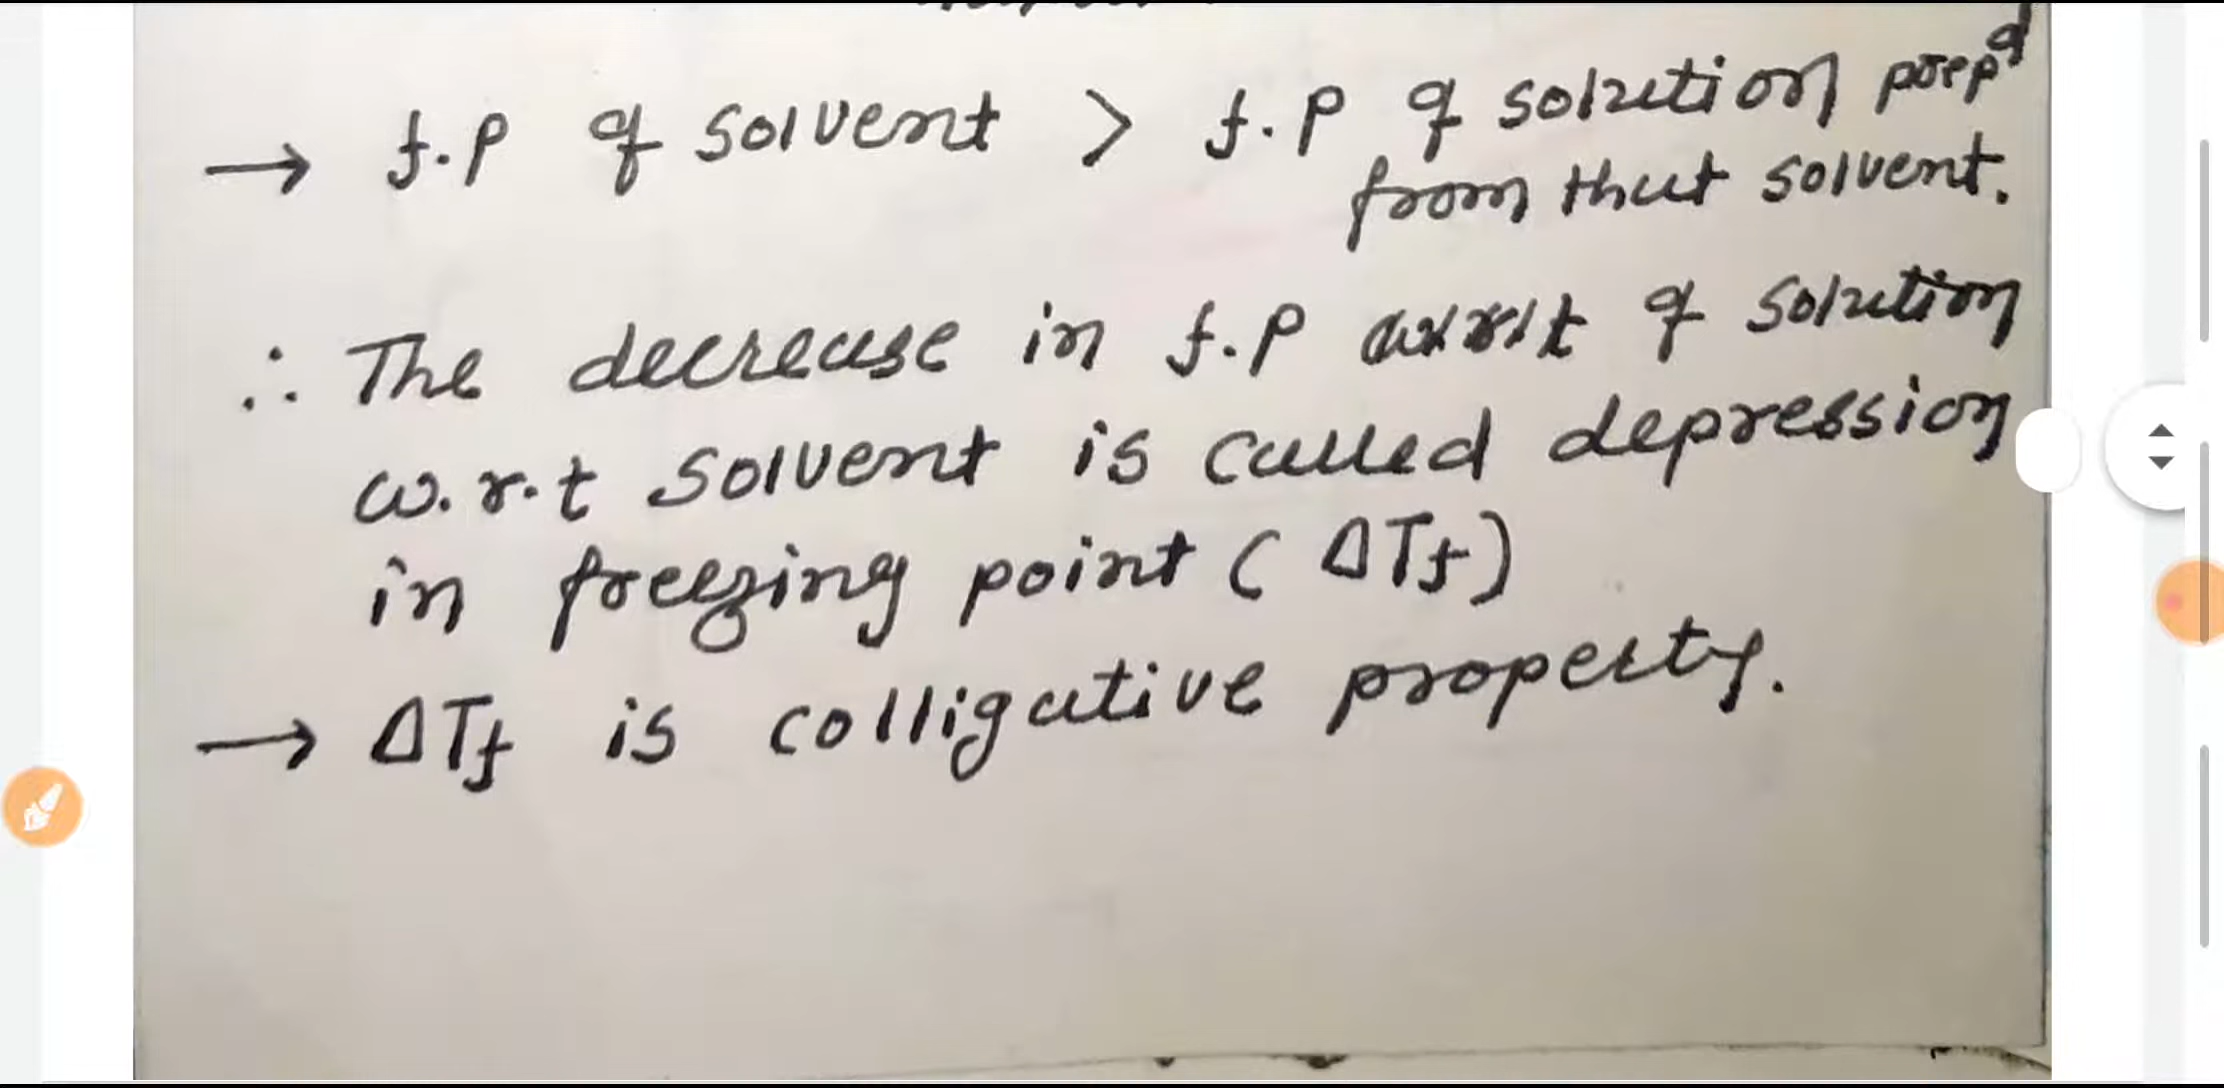 → f.p of solvent > f.p of solution prepd
from that solvent.
∴ The decrease in f.p of solution
w.r.t solvent is called depression
in freezing point (ΔTf)
→ ΔTf is colligative property.